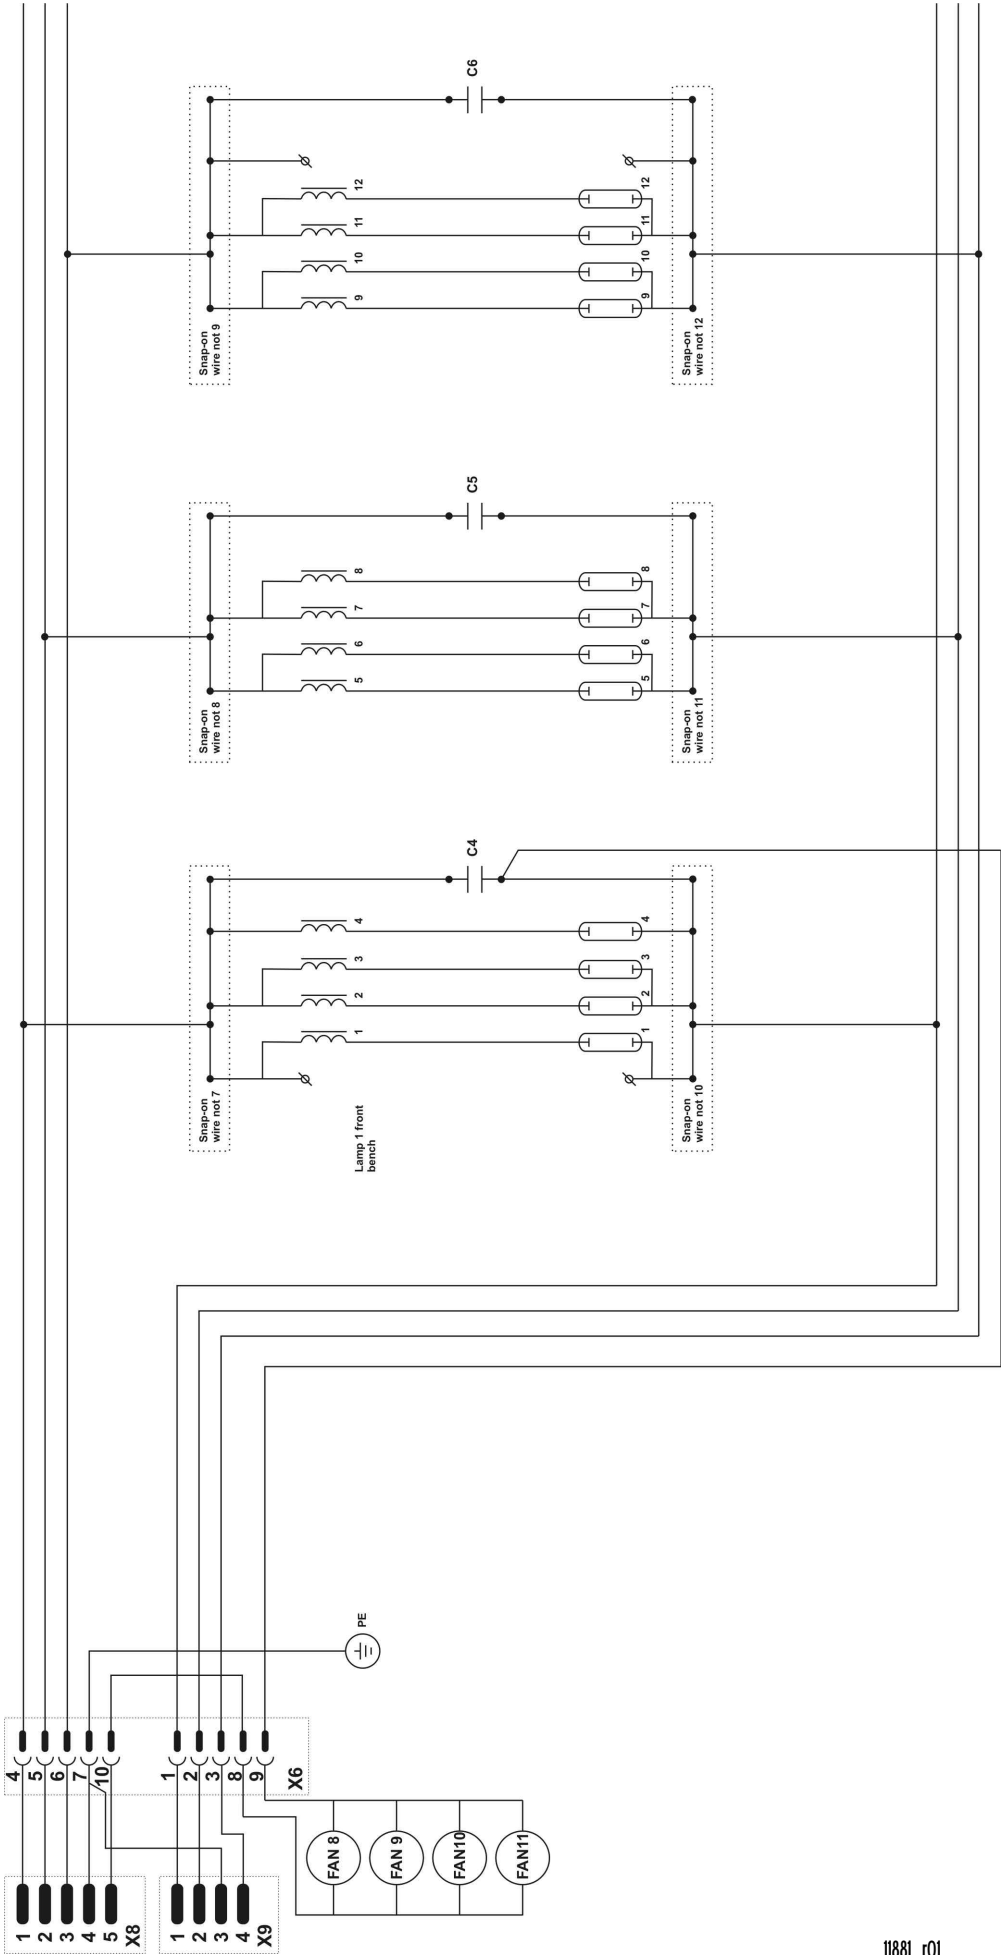 C6
12
11
10
9
12
11
10
9
Snap-on
wire not 9
Snap-on
wire not 12
C5
8
7
6
5
8
7
6
5
Snap-on
wire not 8
Snap-on
wire not 11
C4
4
3
2
1
4
3
2
1
Snap-on
wire not 7
Lamp 1 front
bench
Snap-on
wire not 10
PE
4
5
6
7
10
1
2
3
8
9
X6
FAN 8
FAN 9
FAN10
FAN11
1
2
3
4
5
X8
1
2
3
4
X9
11881_r01